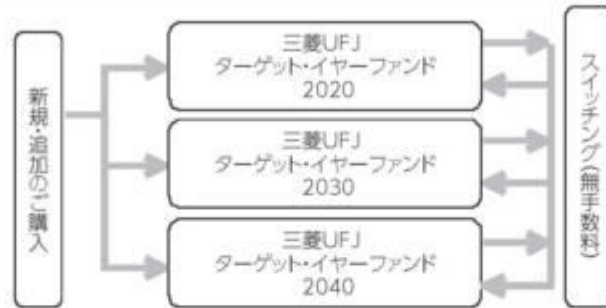 新規・追加のご購入
三菱UFJ
ターゲット・イヤーファンド
2020
三菱UFJ
ターゲット・イヤーファンド
2030
三菱UFJ
ターゲット・イヤーファンド
2040
スイッチング(無手数料)